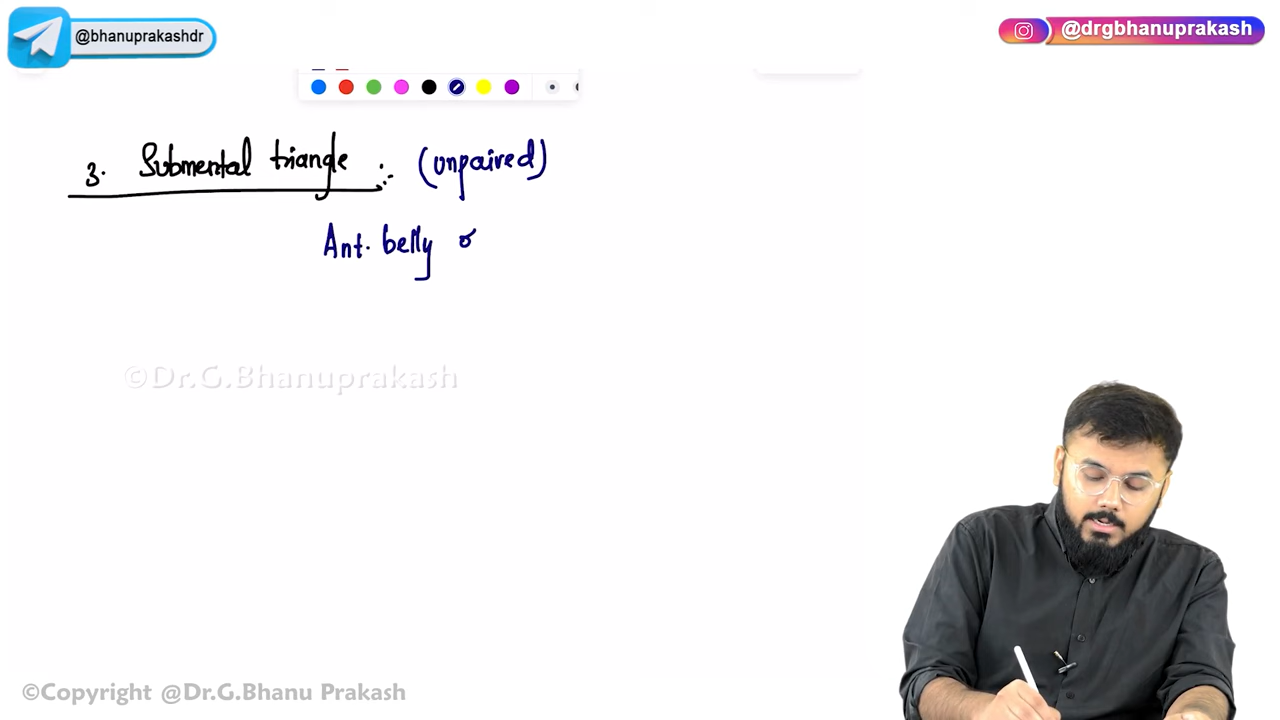 @bhanuprakashdr
@drgbhanuprakash
3. Submental triangle :- (unpaired)
Ant. belly o
©Dr.G.Bhanuprakash
©Copyright @Dr.G.Bhanu Prakash